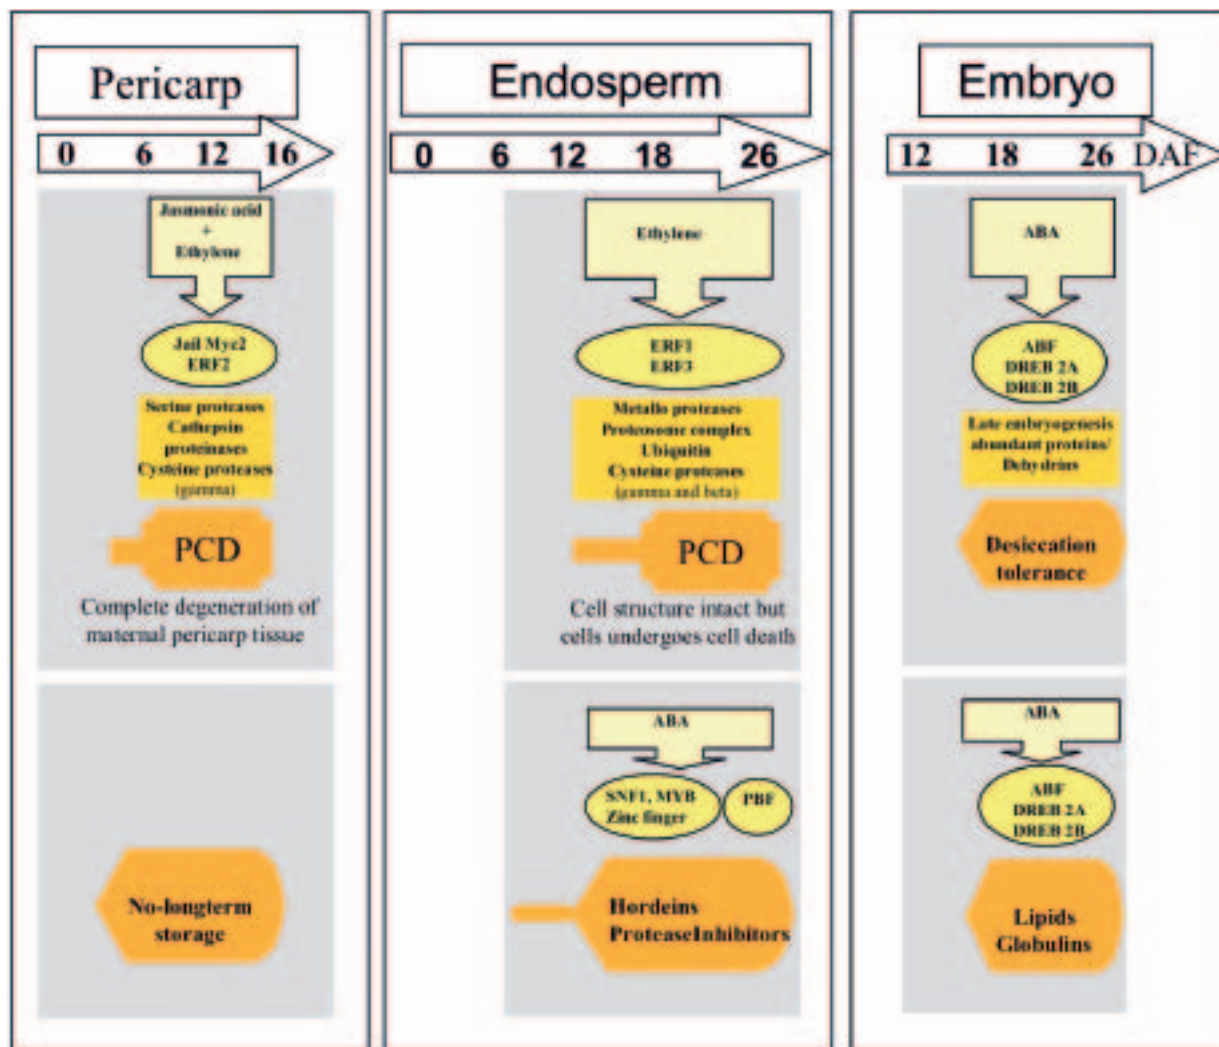 Pericarp
0 6 12 16
Jasmonic acid
+
Ethylene
Jail Myc2
ERF2
Serine proteases
Cathepsin
proteinases
Cysteine proteases
(gamma)
PCD
Complete degeneration of
maternal pericarp tissue
No-longterm
storage
Endosperm
0 6 12 18 26
Ethylene
ERF1
ERF3
Metallo proteases
Proteosome complex
Ubiquitin
Cysteine proteases
(gamma and beta)
PCD
Cell structure intact but
cells undergoes cell death
ABA
SNF1, MYB
Zinc finger
PBF
Hordeins
ProteaseInhibitors
Embryo
12 18 26 DAF
ABA
ABF
DREB 2A
DREB 2B
Late embryogenesis
abundant proteins/
Dehydrins
Desiccation
tolerance
ABA
ABF
DREB 2A
DREB 2B
Lipids
Globulins